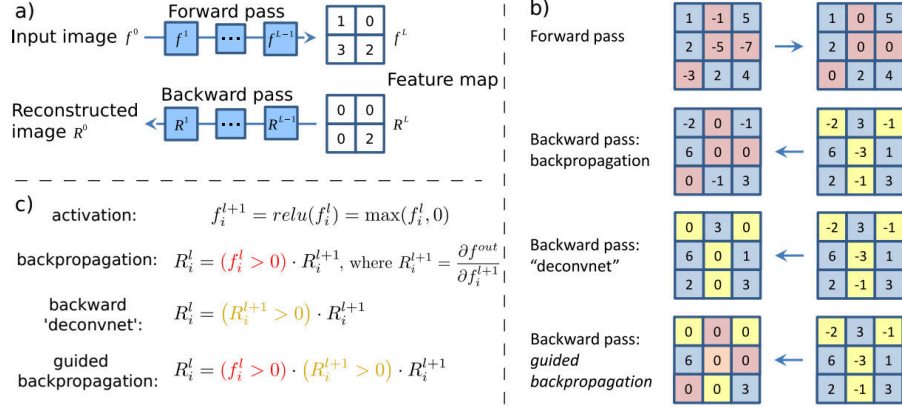 a)
Forward pass
Input image f^0
f^1 ... f^{L-1}
1 0
3 2
f^L
Feature map
Backward pass
Reconstructed image R^0
R^1 ... R^{L-1}
0 0
0 2
R^L
c)
activation: f_i^{l+1} = relu(f_i^l) = max(f_i^l, 0)
backpropagation: R_i^l = (f_i^l > 0) · R_i^{l+1}, where R_i^{l+1} = ∂f^{out} / ∂f_i^{l+1}
backward
'deconvnet': R_i^l = (R_i^{l+1} > 0) · R_i^{l+1}
guided
backpropagation: R_i^l = (f_i^l > 0) · (R_i^{l+1} > 0) · R_i^{l+1}
b)
Forward pass
1 -1 5
2 -5 -7
-3 2 4
1 0 5
2 0 0
0 2 4
Backward pass:
backpropagation
-2 0 -1
6 0 0
0 -1 3
-2 3 -1
6 -3 1
2 -1 3
Backward pass:
“deconvnet”
0 3 0
6 0 1
2 0 3
-2 3 -1
6 -3 1
2 -1 3
Backward pass:
guided
backpropagation
0 0 0
6 0 0
0 0 3
-2 3 -1
6 -3 1
2 -1 3